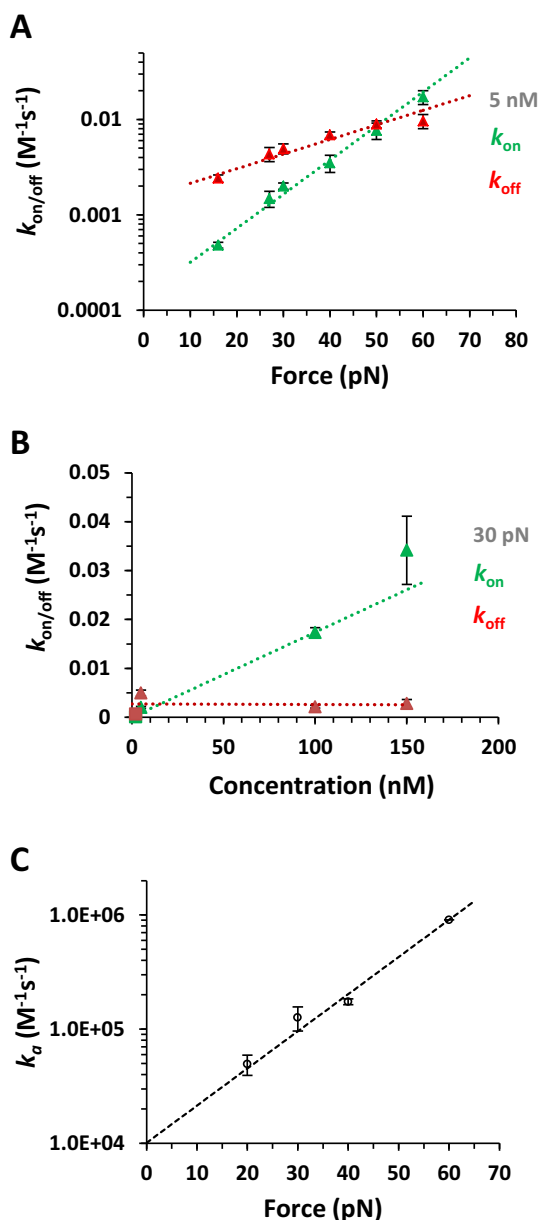 A
k_on/off (M⁻¹s⁻¹)
0.01
0.001
0.0001
0 10 20 30 40 50 60 70 80
Force (pN)
5 nM
k_on
k_off
B
k_on/off (M⁻¹s⁻¹)
0.05
0.04
0.03
0.02
0.01
0
0 50 100 150 200
Concentration (nM)
30 pN
k_on
k_off
C
k_a (M⁻¹s⁻¹)
1.0E+06
1.0E+05
1.0E+04
0 10 20 30 40 50 60 70
Force (pN)